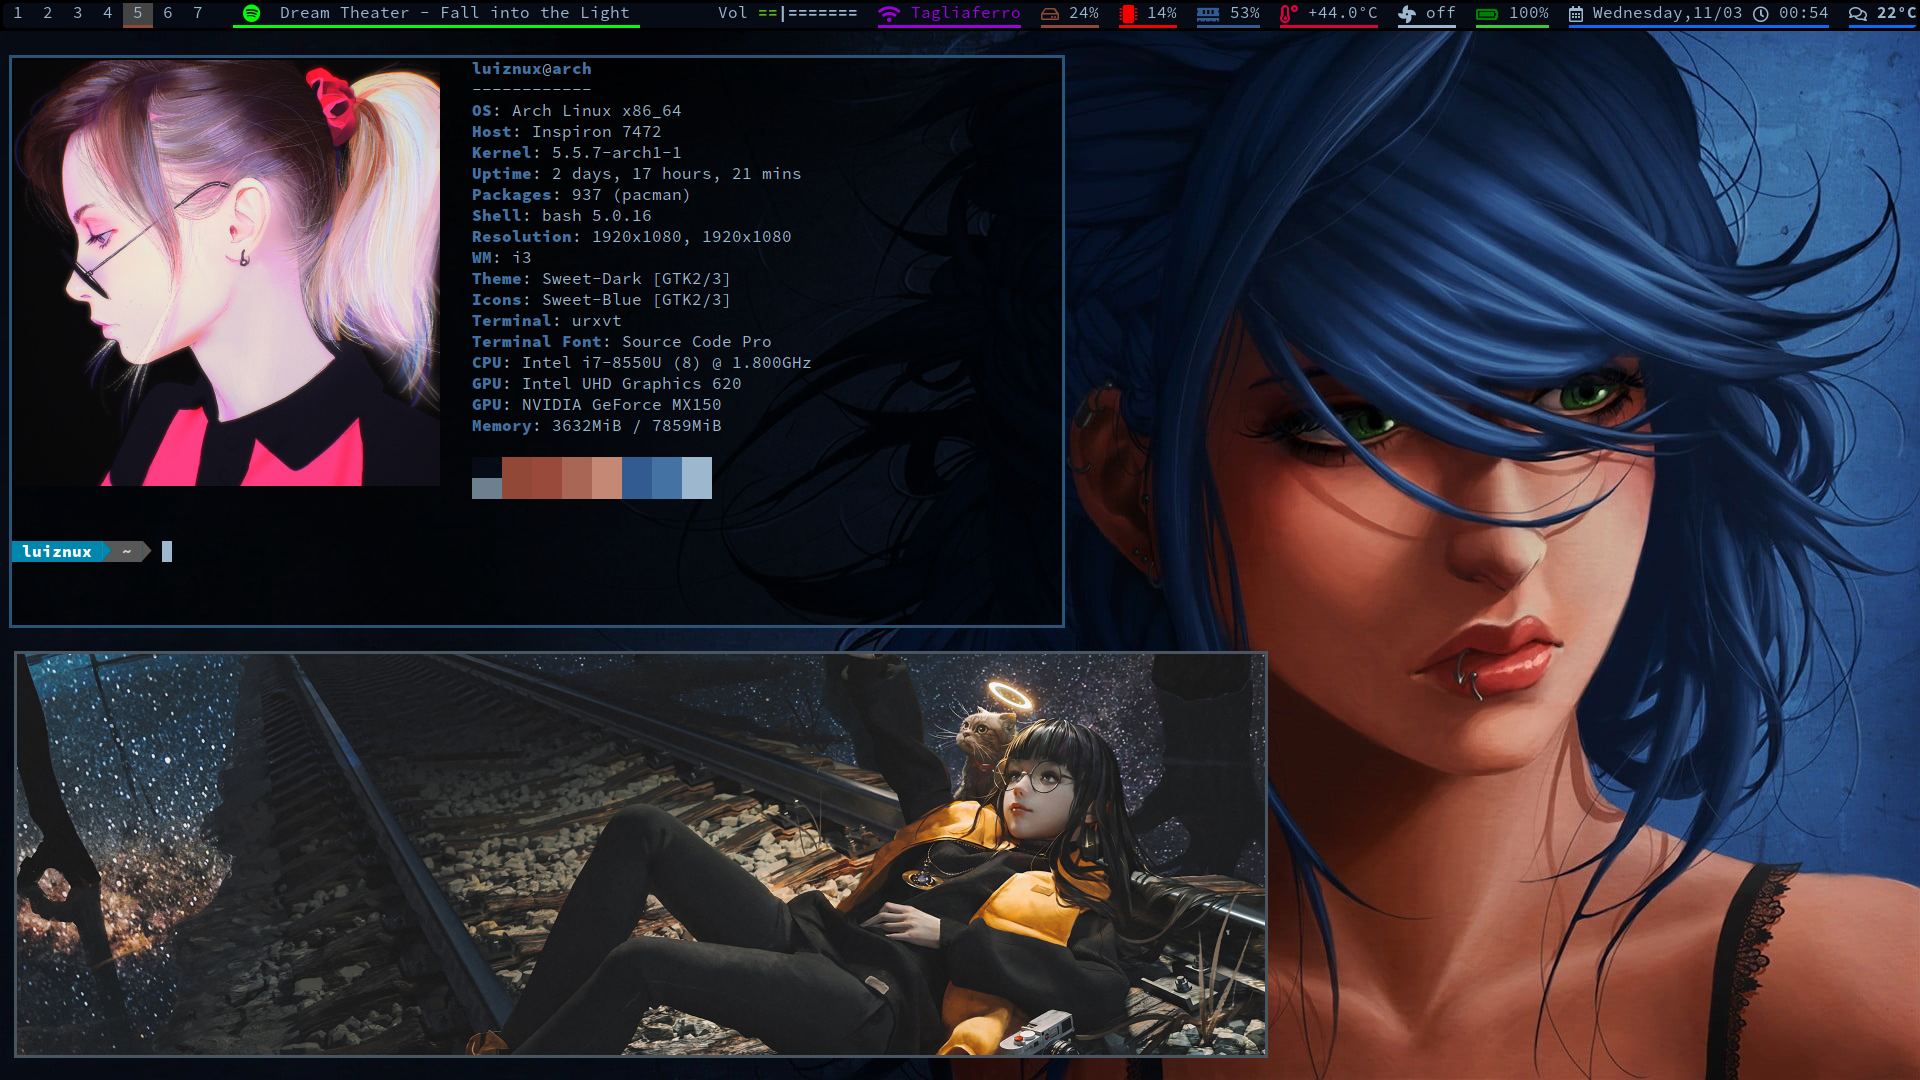 1 2 3 4 5 6 7 Dream Theater - Fall into the Light Vol ==|======= Tagliaferro 24% 14% 53% +44.0°C off 100% Wednesday,11/03 00:54 22°C
luiznux@arch
------------
OS: Arch Linux x86_64
Host: Inspiron 7472
Kernel: 5.5.7-arch1-1
Uptime: 2 days, 17 hours, 21 mins
Packages: 937 (pacman)
Shell: bash 5.0.16
Resolution: 1920x1080, 1920x1080
WM: i3
Theme: Sweet-Dark [GTK2/3]
Icons: Sweet-Blue [GTK2/3]
Terminal: urxvt
Terminal Font: Source Code Pro
CPU: Intel i7-8550U (8) @ 1.800GHz
GPU: Intel UHD Graphics 620
GPU: NVIDIA GeForce MX150
Memory: 3632MiB / 7859MiB
luiznux ~